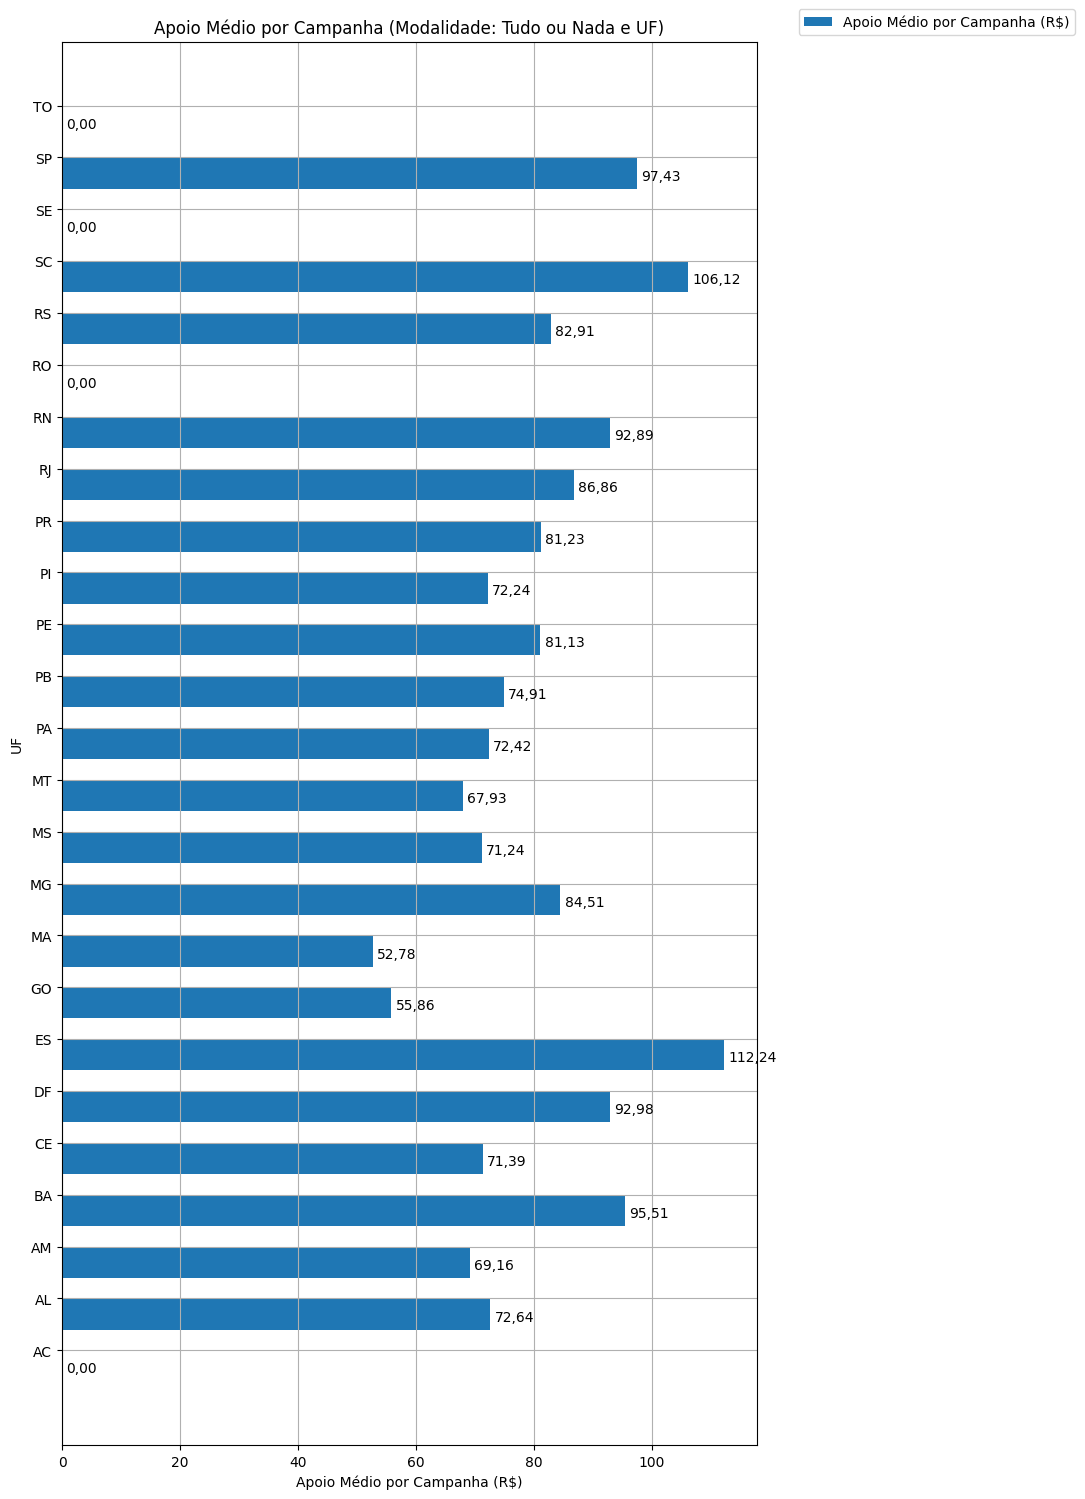 Apoio Médio por Campanha (Modalidade: Tudo ou Nada e UF)
Apoio Médio por Campanha (R$)
TO
0,00
SP
97,43
SE
0,00
SC
106,12
RS
82,91
RO
0,00
RN
92,89
RJ
86,86
PR
81,23
PI
72,24
PE
81,13
PB
74,91
PA
72,42
MT
67,93
MS
71,24
MG
84,51
MA
52,78
GO
55,86
ES
112,24
DF
92,98
CE
71,39
BA
95,51
AM
69,16
AL
72,64
AC
0,00
UF
0 20 40 60 80 100
Apoio Médio por Campanha (R$)